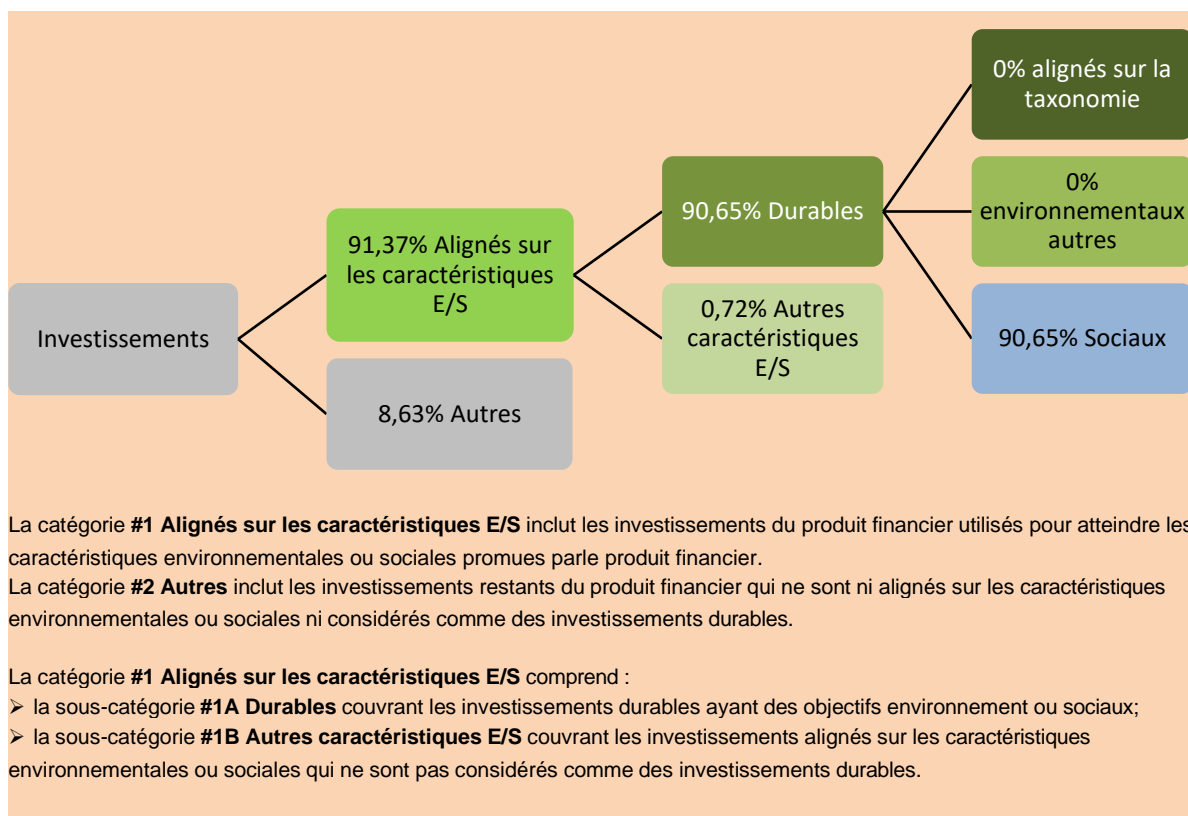 0% alignés sur la
taxonomie
90,65% Durables
0%
environnementaux
autres
91,37% Alignés sur
les caractéristiques
E/S
Investissements
0,72% Autres
caractéristiques
E/S
90,65% Sociaux
8,63% Autres
La catégorie #1 Alignés sur les caractéristiques E/S inclut les investissements du produit financier utilisés pour atteindre les
caractéristiques environnementales ou sociales promues parle produit financier.
La catégorie #2 Autres inclut les investissements restants du produit financier qui ne sont ni alignés sur les caractéristiques
environnementales ou sociales ni considérés comme des investissements durables.
La catégorie #1 Alignés sur les caractéristiques E/S comprend :
➢ la sous-catégorie #1A Durables couvrant les investissements durables ayant des objectifs environnement ou sociaux;
➢ la sous-catégorie #1B Autres caractéristiques E/S couvrant les investissements alignés sur les caractéristiques
environnementales ou sociales qui ne sont pas considérés comme des investissements durables.